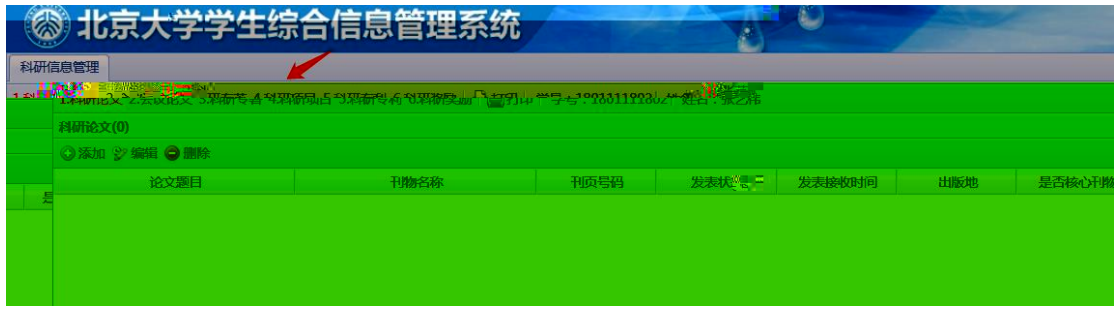 北京大学学生综合信息管理系统
科研信息管理
1.科研论文 2.会议论文 3.科研专著 4.科研项目 5.科研专利 6.科研奖励 打印 学号：1801111802 姓名：
科研论文(0)
添加 编辑 删除
论文题目 刊物名称 刊页号码 发表状 发表接收时间 出版地 是否核心刊物
是